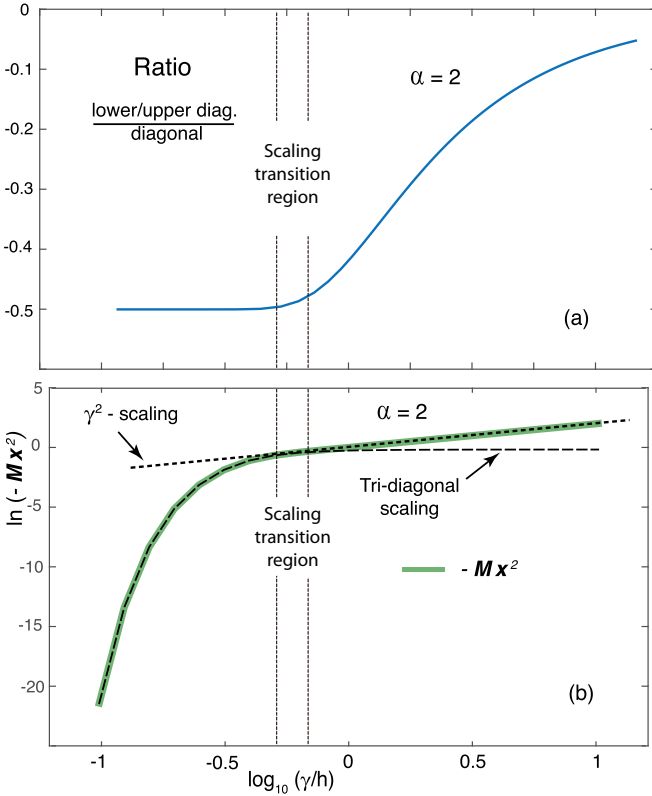 0
-0.1
-0.2
-0.3
-0.4
-0.5
Ratio
lower/upper diag.
diagonal
α = 2
Scaling
transition
region
(a)
5
0
-5
-10
-15
-20
ln (- M x²)
γ² - scaling
α = 2
Tri-diagonal
scaling
Scaling
transition
region
- M x²
(b)
-1
-0.5
0
0.5
1
log₁₀ (γ/h)